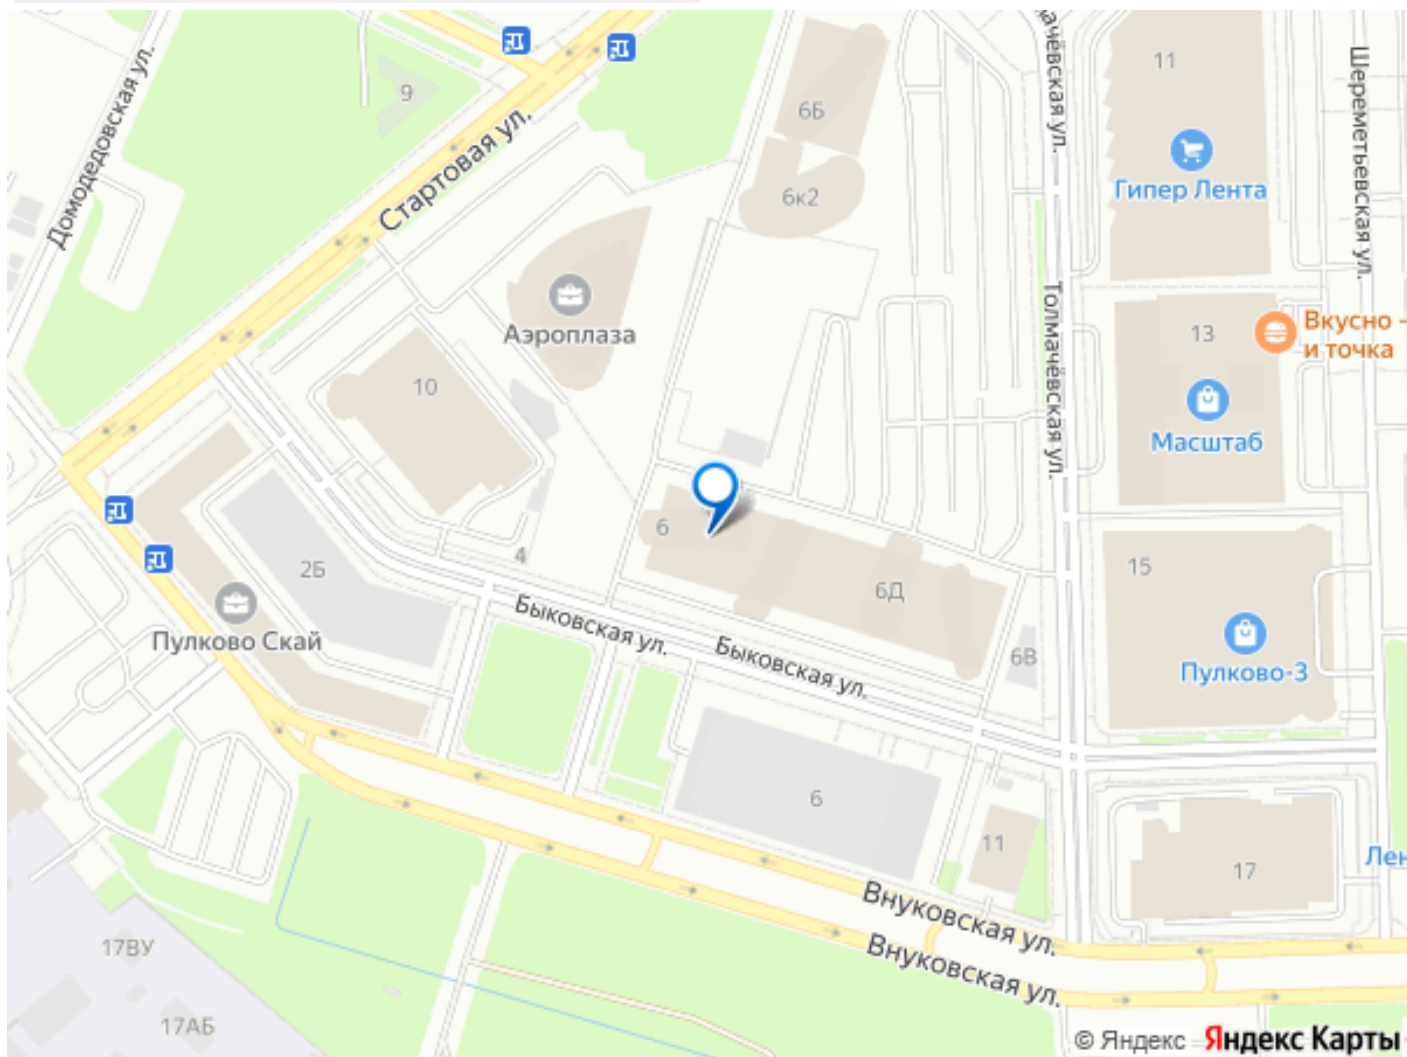 Домодедовская ул.
9
Стартовая ул.
6Б
6к2
11
Гипер Лента
Шереметьевская ул.
Аэроплаза
10
Толмачёвская ул.
13
Вкусно –
и точка
Масштаб
6
6Д
15
4
2Б
Пулково Скай
Быковская ул.
Быковская ул.
6В
Пулково-3
6
11
17
Внуковская ул.
Внуковская ул.
17ВУ
17АБ
© Яндекс Яндекс Карты